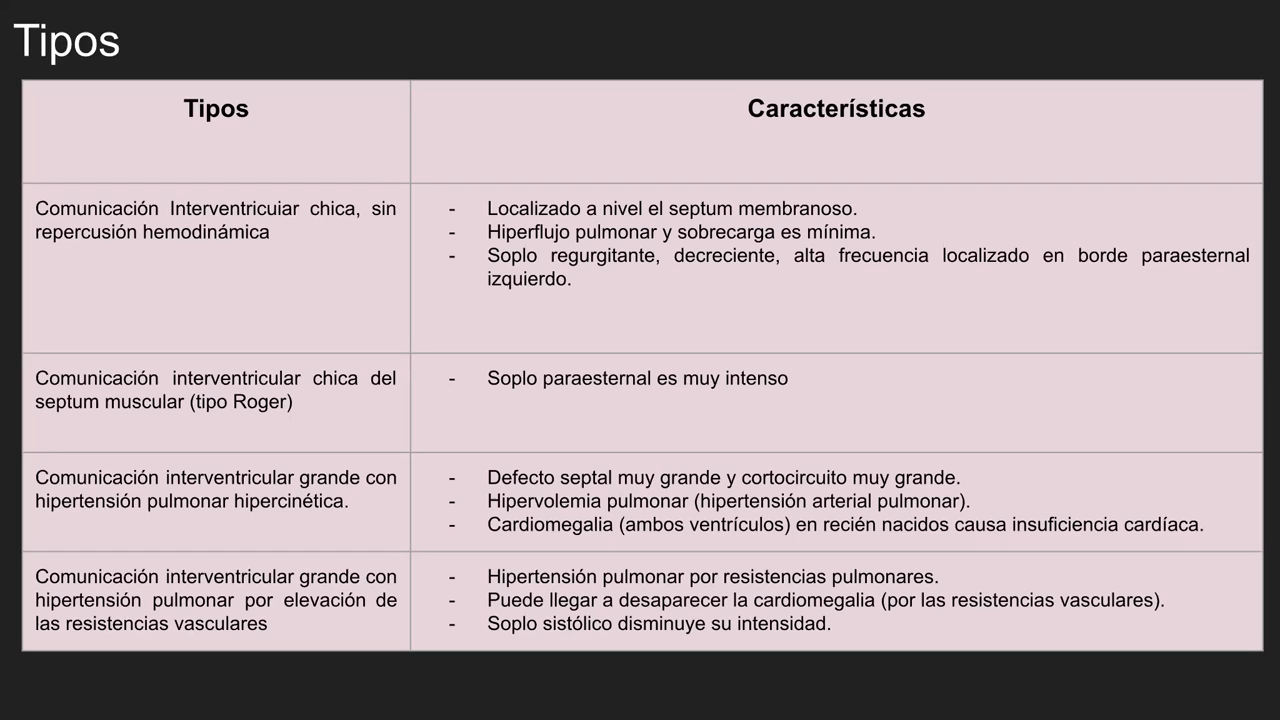 Tipos
Tipos
Características
Comunicación Interventricuiar chica, sin
repercusión hemodinámica
- Localizado a nivel el septum membranoso.
- Hiperflujo pulmonar y sobrecarga es mínima.
- Soplo regurgitante, decreciente, alta frecuencia localizado en borde paraesternal
izquierdo.
Comunicación interventricular chica del
septum muscular (tipo Roger)
- Soplo paraesternal es muy intenso
Comunicación interventricular grande con
hipertensión pulmonar hipercinética.
- Defecto septal muy grande y cortocircuito muy grande.
- Hipervolemia pulmonar (hipertensión arterial pulmonar).
- Cardiomegalia (ambos ventrículos) en recién nacidos causa insuficiencia cardíaca.
Comunicación interventricular grande con
hipertensión pulmonar por elevación de
las resistencias vasculares
- Hipertensión pulmonar por resistencias pulmonares.
- Puede llegar a desaparecer la cardiomegalia (por las resistencias vasculares).
- Soplo sistólico disminuye su intensidad.